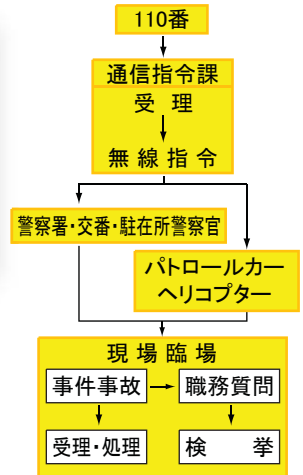 110番
通信指令課
受理
無線指令
警察署・交番・駐在所警察官
パトロールカー
ヘリコプター
現場臨場
事件事故
職務質問
受理・処理
検挙